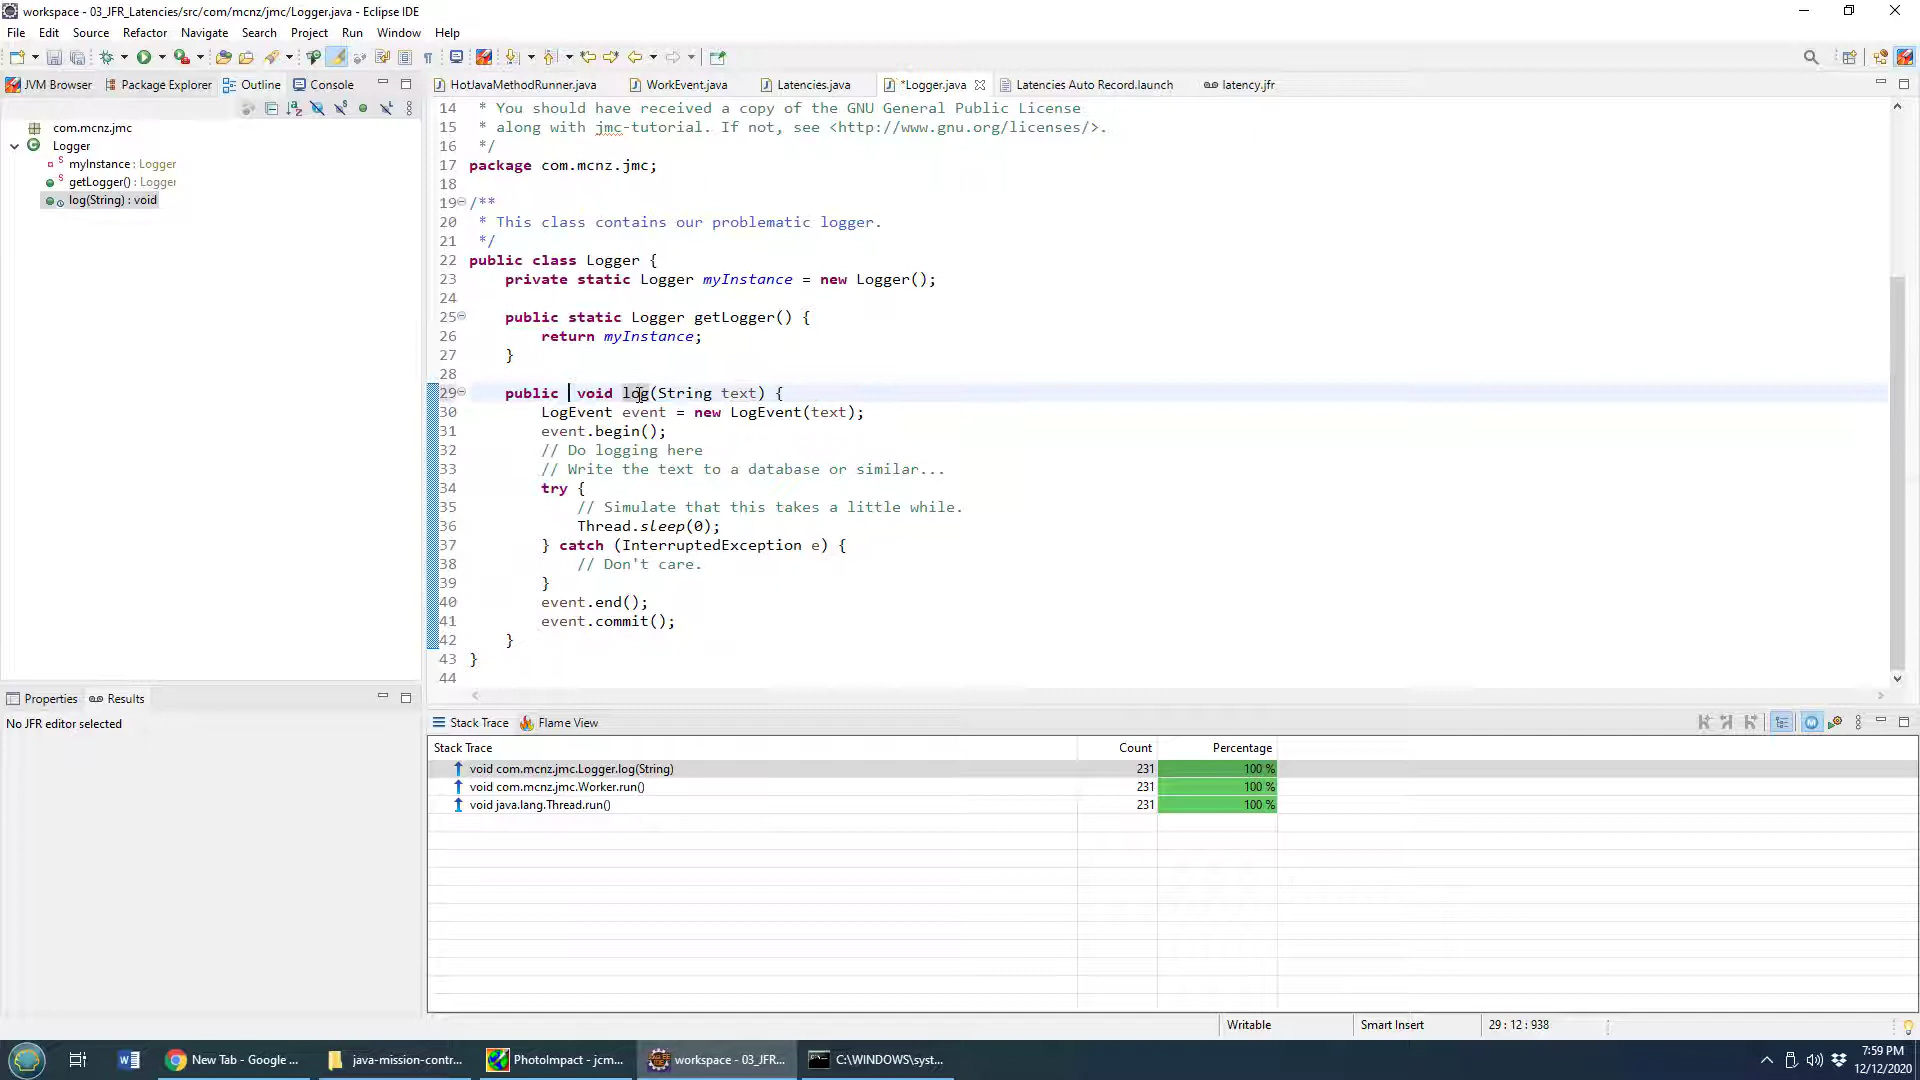 workspace - 03_JFR_Latencies/src/com/mcnz/jmc/Logger.java - Eclipse IDE
File Edit Source Refactor Navigate Search Project Run Window Help
JVM Browser Package Explorer Outline Console
com.mcnz.jmc
Logger
myInstance : Logger
getLogger() : Logger
log(String) : void
HotJavaMethodRunner.java WorkEvent.java Latencies.java *Logger.java Latencies Auto Record.launch latency.jfr
14 * You should have received a copy of the GNU General Public License
15 * along with jmc-tutorial. If not, see <http://www.gnu.org/licenses/>.
16 */
17 package com.mcnz.jmc;
18
19 /**
20 * This class contains our problematic logger.
21 */
22 public class Logger {
23 private static Logger myInstance = new Logger();
24
25 public static Logger getLogger() {
26 return myInstance;
27 }
28
29 public void log(String text) {
30 LogEvent event = new LogEvent(text);
31 event.begin();
32 // Do logging here
33 // Write the text to a database or similar...
34 try {
35 // Simulate that this takes a little while.
36 Thread.sleep(0);
37 } catch (InterruptedException e) {
38 // Don't care.
39 }
40 event.end();
41 event.commit();
42 }
43 }
44
Properties Results
No JFR editor selected
Stack Trace Flame View
Stack Trace Count Percentage
void com.mcnz.jmc.Logger.log(String) 231 100 %
void com.mcnz.jmc.Worker.run() 231 100 %
void java.lang.Thread.run() 231 100 %
Writable Smart Insert 29 : 12 : 938
New Tab - Google ... java-mission-contr... PhotoImpact - jcm... workspace - 03_JFR... C:\WINDOWS\syst...
7:59 PM
12/12/2020